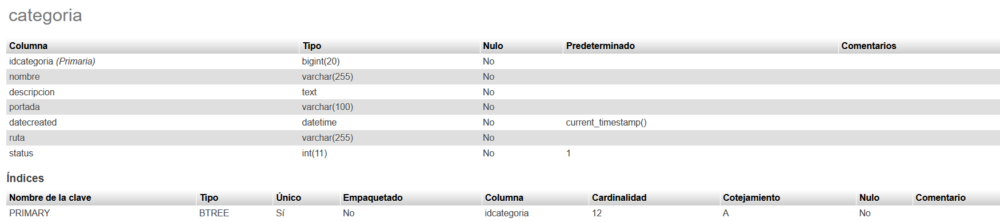 categoria
Columna Tipo Nulo Predeterminado Comentarios
idcategoria (Primaria) bigint(20) No
nombre varchar(255) No
descripcion text No
portada varchar(100) No
datecreated datetime No current_timestamp()
ruta varchar(255) No
status int(11) No 1
Índices
Nombre de la clave Tipo Único Empaquetado Columna Cardinalidad Cotejamiento Nulo Comentario
PRIMARY BTREE Sí No idcategoria 12 A No